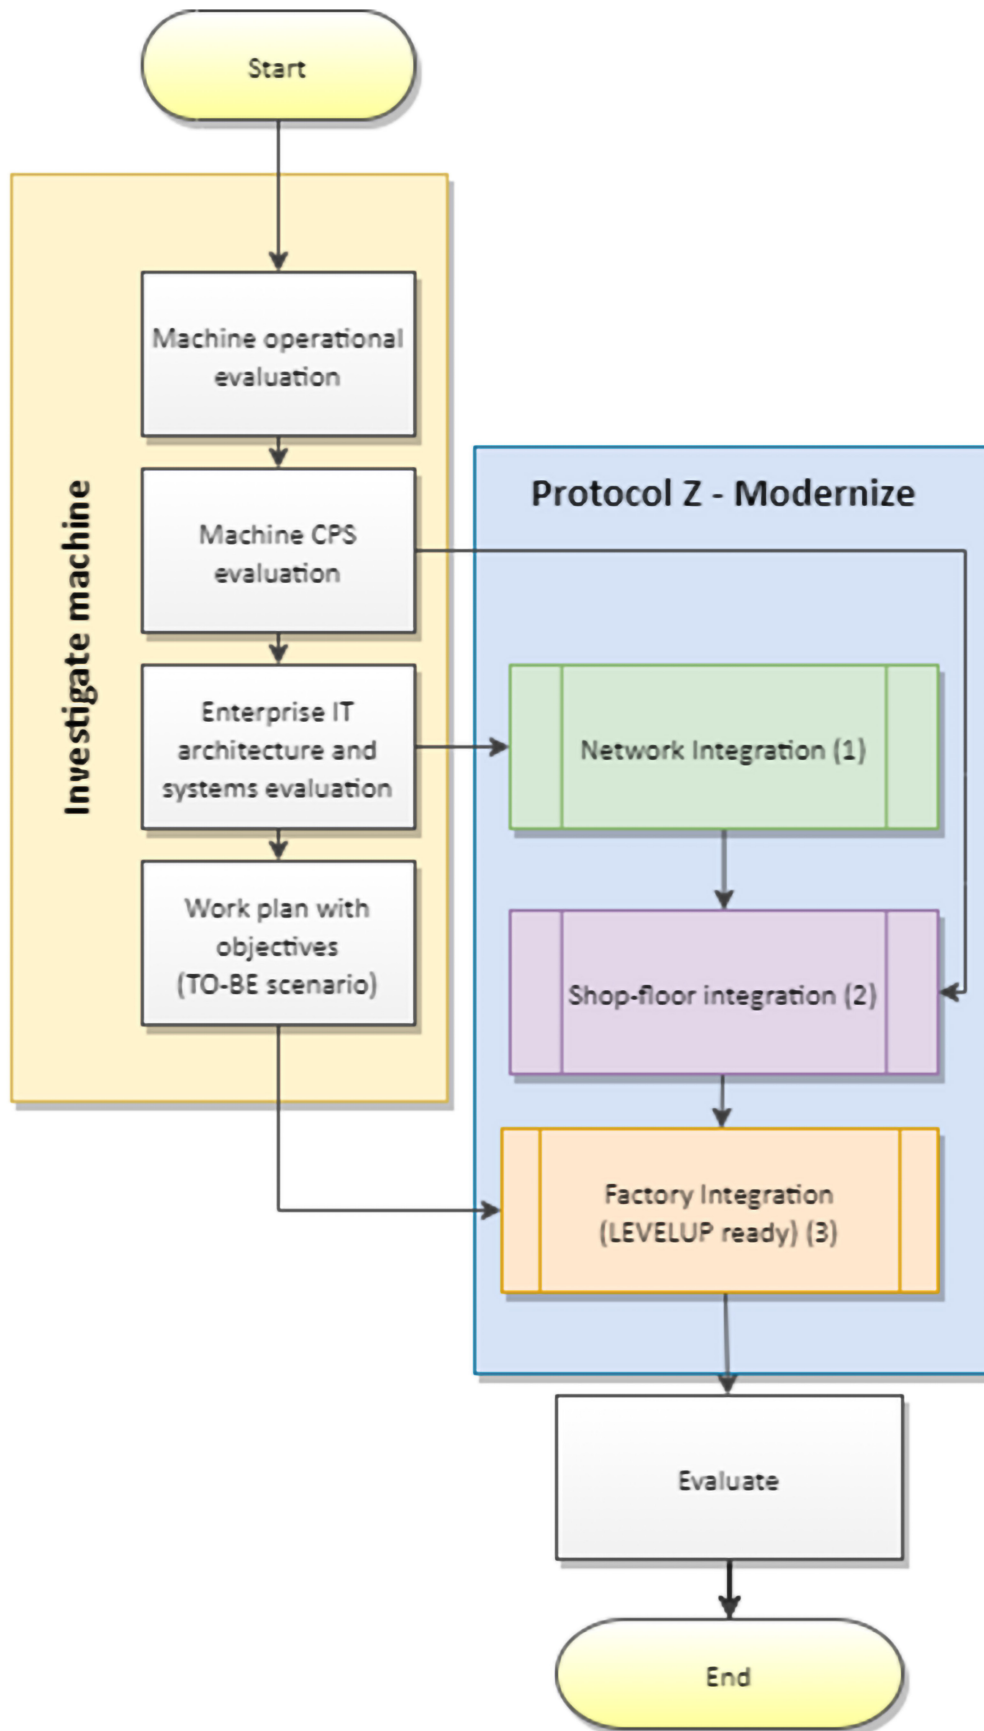 Start
Investigate machine
Machine operational
evaluation
Machine CPS
evaluation
Enterprise IT
architecture and
systems evaluation
Work plan with
objectives
(TO-BE scenario)
Protocol Z - Modernize
Network Integration (1)
Shop-floor integration (2)
Factory Integration
(LEVELUP ready) (3)
Evaluate
End